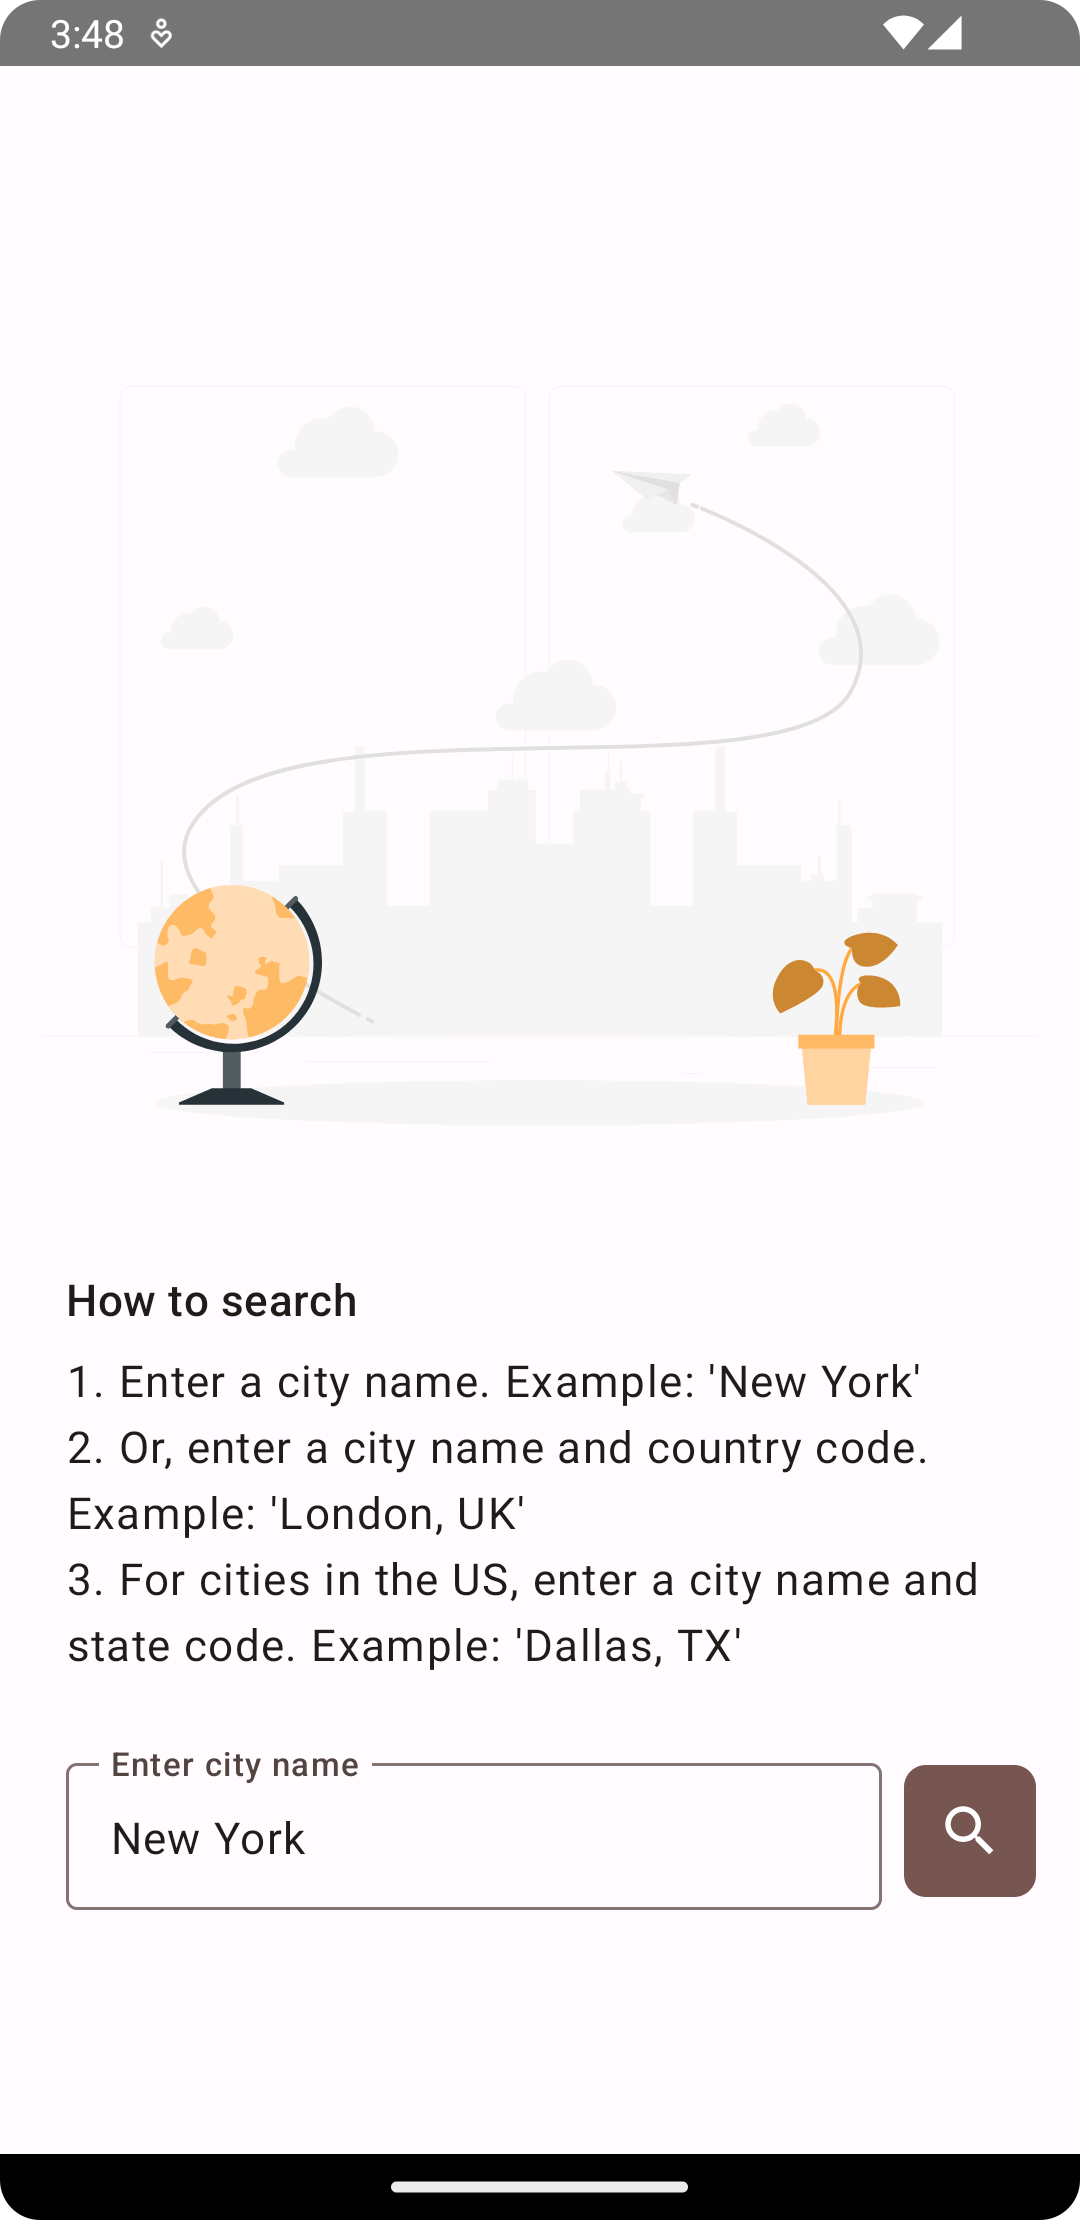 3:48
How to search
1. Enter a city name. Example: 'New York'
2. Or, enter a city name and country code.
Example: 'London, UK'
3. For cities in the US, enter a city name and
state code. Example: 'Dallas, TX'
Enter city name
New York